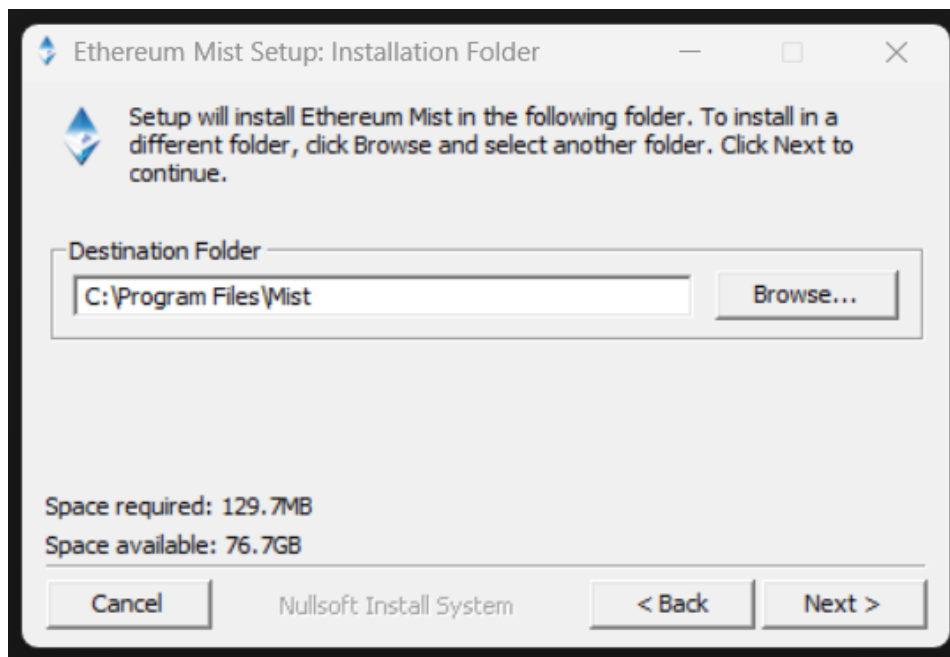 Ethereum Mist Setup: Installation Folder
Setup will install Ethereum Mist in the following folder. To install in a
different folder, click Browse and select another folder. Click Next to
continue.
Destination Folder
C:\Program Files\Mist
Browse...
Space required: 129.7MB
Space available: 76.7GB
Cancel
Nullsoft Install System
< Back
Next >